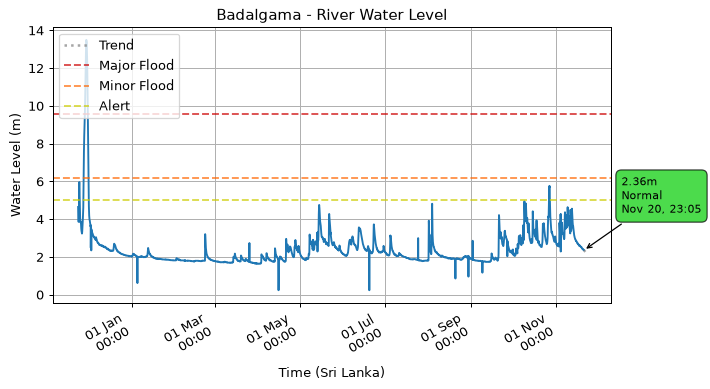 Badalgama - River Water Level
Water Level (m)
14
12
10
8
6
4
2
0
Trend
Major Flood
Minor Flood
Alert
2.36m
Normal
Nov 20, 23:05
01 Jan
00:00
01 Mar
00:00
01 May
00:00
01 Jul
00:00
01 Sep
00:00
01 Nov
00:00
Time (Sri Lanka)